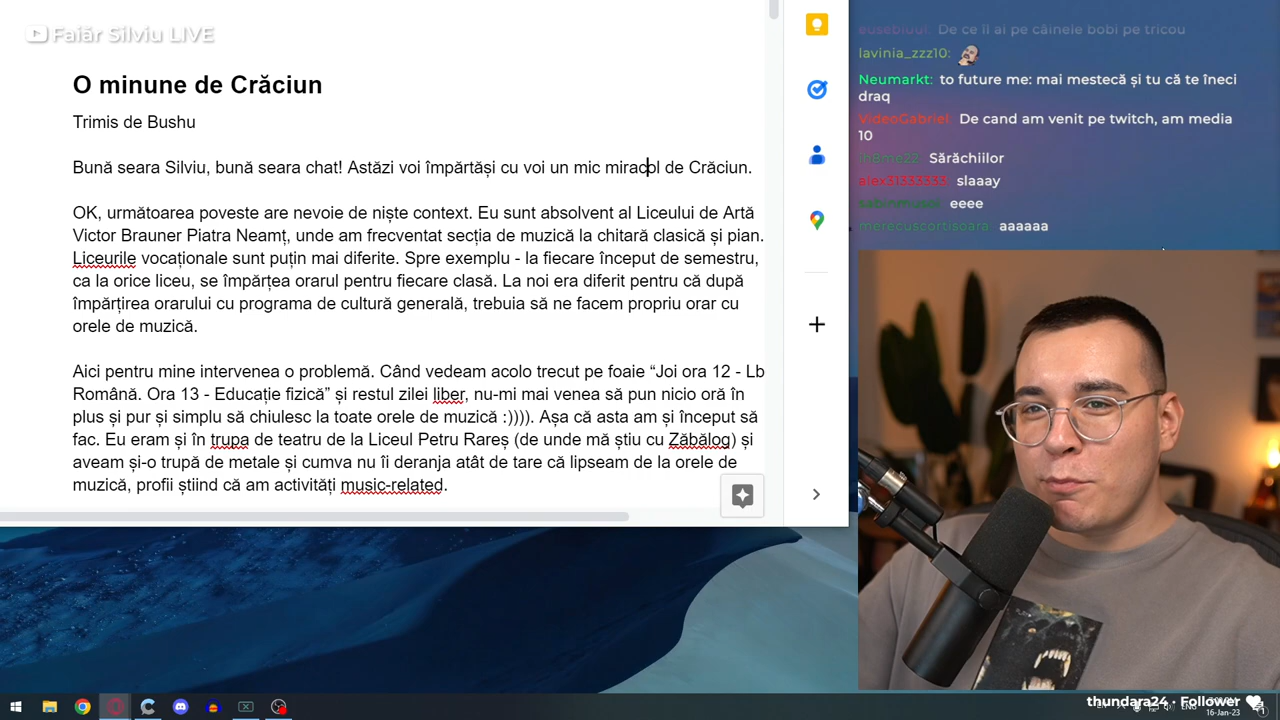 Faiăr Silviu LIVE
O minune de Crăciun
Trimis de Bushu
Bună seara Silviu, bună seara chat! Astăzi voi împărtăși cu voi un mic miracol de Crăciun.
OK, următoarea poveste are nevoie de niște context. Eu sunt absolvent al Liceului de Artă
Victor Brauner Piatra Neamț, unde am frecventat secția de muzică la chitară clasică și pian.
Liceurile vocaționale sunt puțin mai diferite. Spre exemplu - la fiecare început de semestru,
ca la orice liceu, se împărțea orarul pentru fiecare clasă. La noi era diferit pentru că după
împărțirea orarului cu programa de cultură generală, trebuia să ne facem propriu orar cu
orele de muzică.
Aici pentru mine intervenea o problemă. Când vedeam acolo trecut pe foaie “Joi ora 12 - Lb
Română. Ora 13 - Educație fizică” și restul zilei liber, nu-mi mai venea să pun nicio oră în
plus și pur și simplu să chiulesc la toate orele de muzică :)))). Așa că asta am și început să
fac. Eu eram și în trupa de teatru de la Liceul Petru Rareș (de unde mă știu cu Zăbălog) și
aveam și-o trupă de metale și cumva nu îi deranja atât de tare că lipseam de la orele de
muzică, profii știind că am activități music-related.
eusebiuul: De ce îl ai pe câinele bobi pe tricou
lavinia_zzz10:
Neumarkt: to future me: mai mestecă și tu că te îneci
draq
VideoGabriel: De cand am venit pe twitch, am media
10
Sărăchiilor
alex31333333: slaaay
eeee
aaaaaa
thundara24 · Follower
16-Jan-23